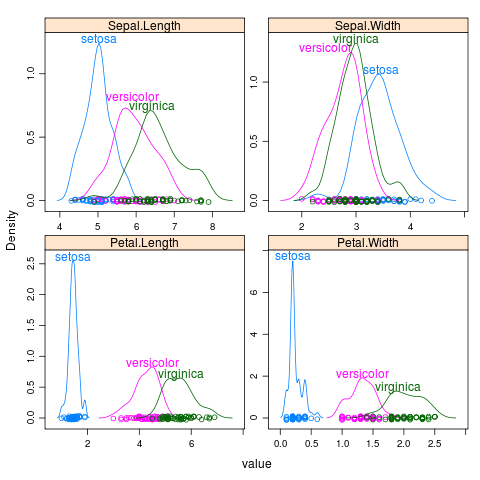 Sepal.Length
Sepal.Width
setosa
versicolor
virginica
virginica
versicolor
setosa
0.0
0.5
1.0
0.0
0.5
1.0
4 5 6 7 8
2 3 4
Petal.Length
Petal.Width
setosa
versicolor
virginica
setosa
versicolor
virginica
0.0
0.5
1.0
1.5
2.0
2.5
0
2
4
6
2 4 6
0.0 0.5 1.0 1.5 2.0 2.5
Density
value